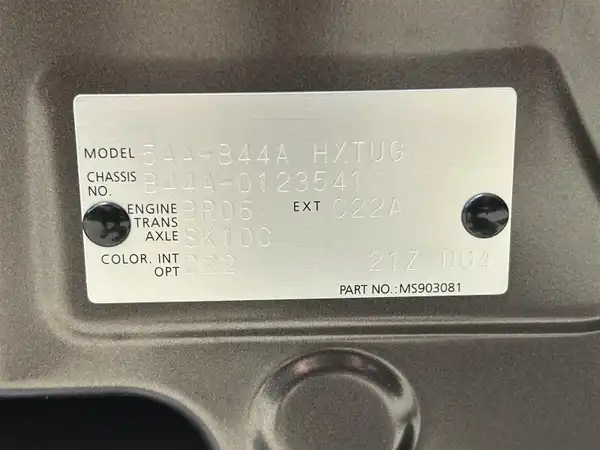 MODEL 5AA-B44A HXTUG
CHASSIS NO. B44A-0123541
ENGINE BR06 EXT C22A
TRANS
AXLE SK10C
COLOR. INT
OPT C22 21Z DG4
PART NO.:MS903081